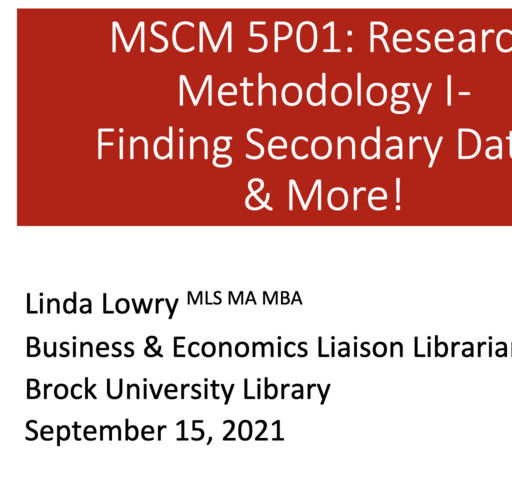 MSCM 5P01: Researc
Methodology I-
Finding Secondary Dat
& More!
Linda Lowry MLS MA MBA
Business & Economics Liaison Librarian
Brock University Library
September 15, 2021